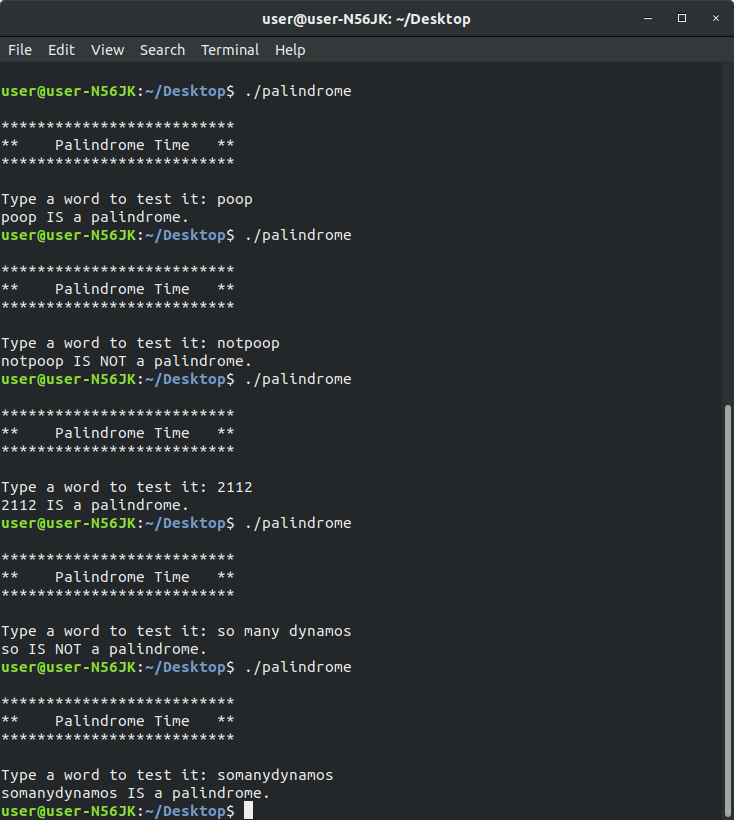 user@user-N56JK: ~/Desktop
File Edit View Search Terminal Help
user@user-N56JK:~/Desktop$ ./palindrome
**************************
**    Palindrome Time   **
**************************
Type a word to test it: poop
poop IS a palindrome.
user@user-N56JK:~/Desktop$ ./palindrome
**************************
**    Palindrome Time   **
**************************
Type a word to test it: notpoop
notpoop IS NOT a palindrome.
user@user-N56JK:~/Desktop$ ./palindrome
**************************
**    Palindrome Time   **
**************************
Type a word to test it: 2112
2112 IS a palindrome.
user@user-N56JK:~/Desktop$ ./palindrome
**************************
**    Palindrome Time   **
**************************
Type a word to test it: so many dynamos
so IS NOT a palindrome.
user@user-N56JK:~/Desktop$ ./palindrome
**************************
**    Palindrome Time   **
**************************
Type a word to test it: somanydynamos
somanydynamos IS a palindrome.
user@user-N56JK:~/Desktop$